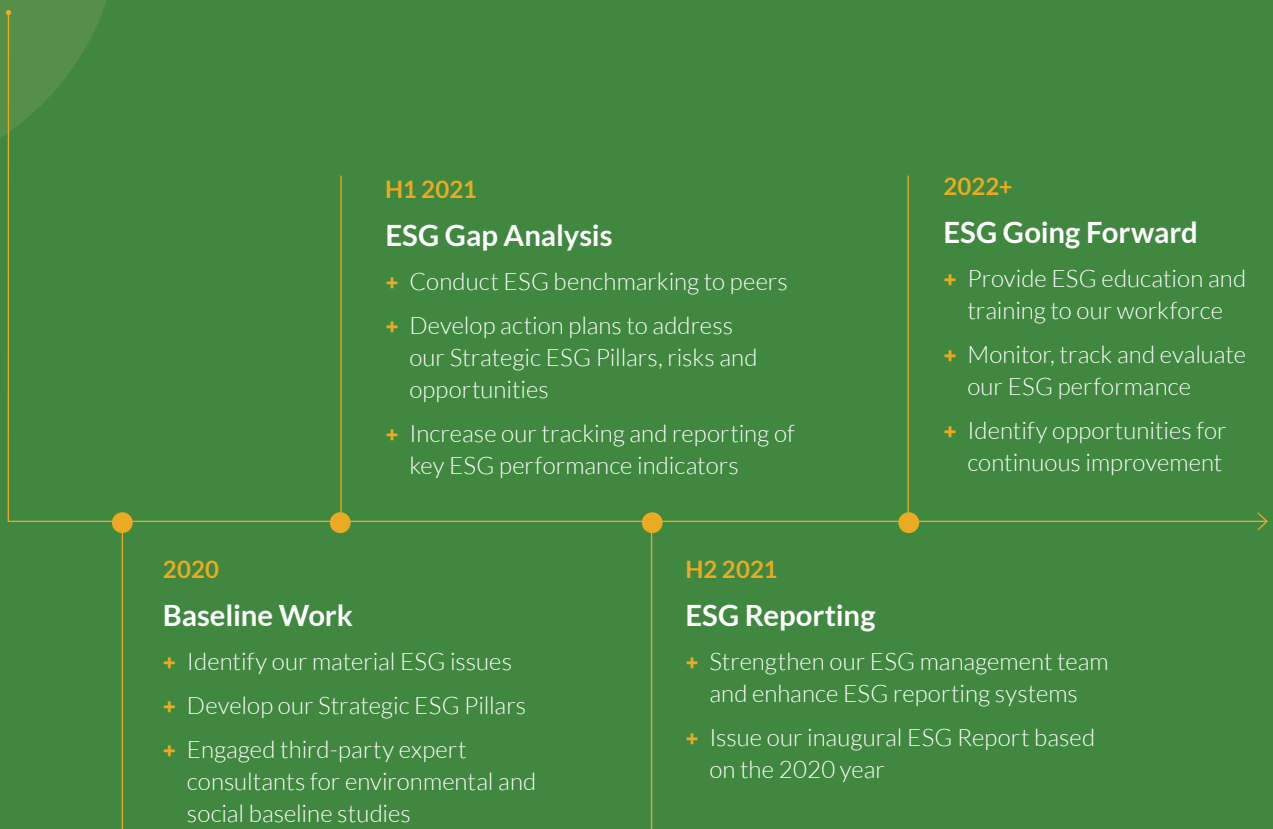 H1 2021
ESG Gap Analysis
+ Conduct ESG benchmarking to peers
+ Develop action plans to address
our Strategic ESG Pillars, risks and
opportunities
+ Increase our tracking and reporting of
key ESG performance indicators
2022+
ESG Going Forward
+ Provide ESG education and
training to our workforce
+ Monitor, track and evaluate
our ESG performance
+ Identify opportunities for
continuous improvement
2020
Baseline Work
+ Identify our material ESG issues
+ Develop our Strategic ESG Pillars
+ Engaged third-party expert
consultants for environmental and
social baseline studies
H2 2021
ESG Reporting
+ Strengthen our ESG management team
and enhance ESG reporting systems
+ Issue our inaugural ESG Report based
on the 2020 year